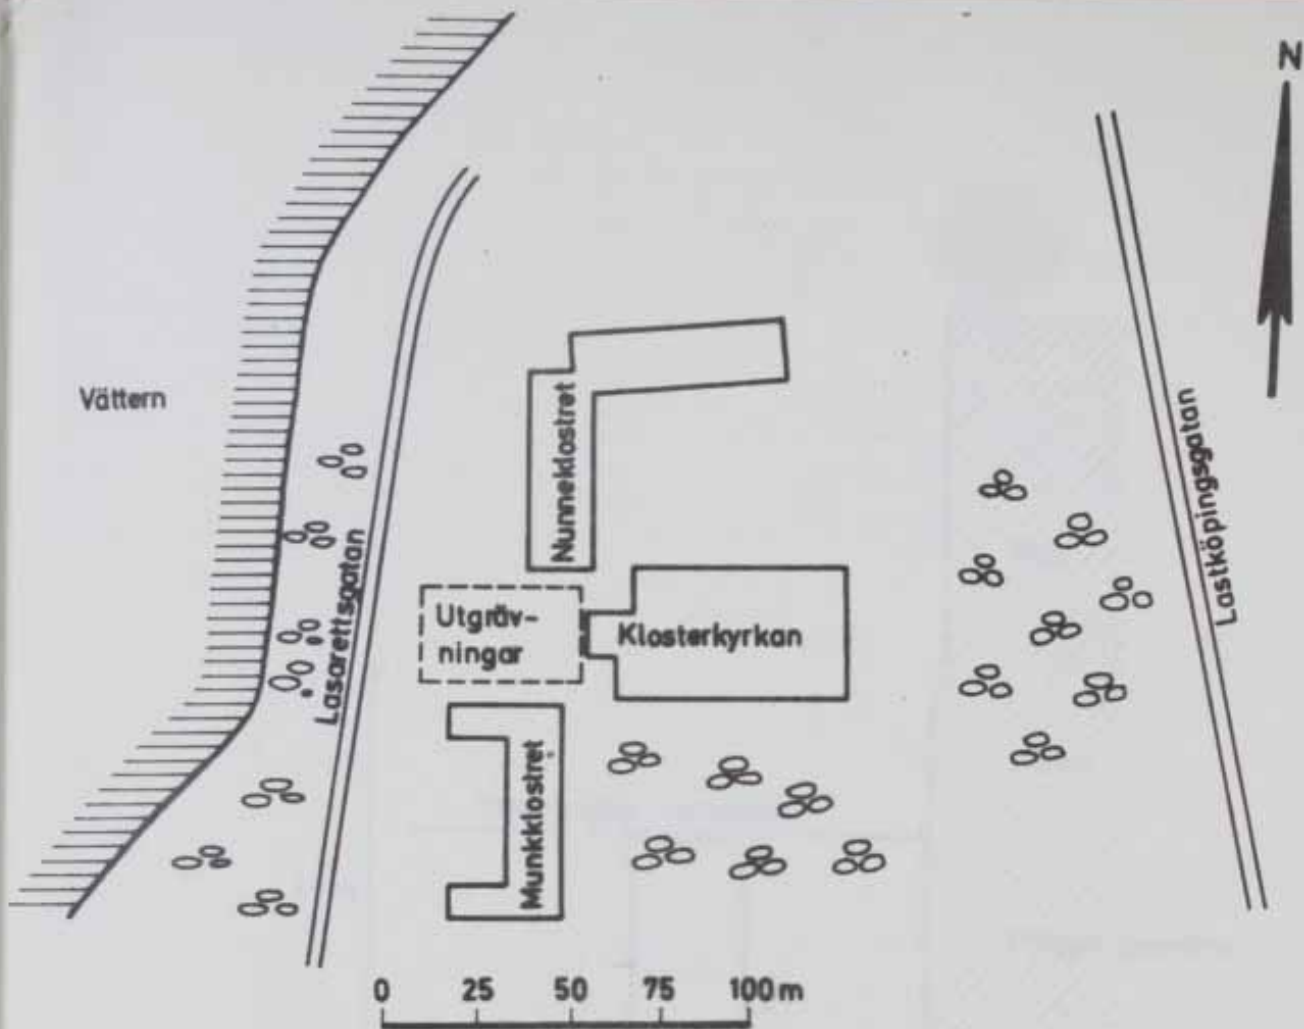 N
Vättern
Nunneklostret
Lastköpingsgatan
Lasarettsgatan
Utgräv-
ningar
Klosterkyrkan
Munkklostret
0 25 50 75 100 m